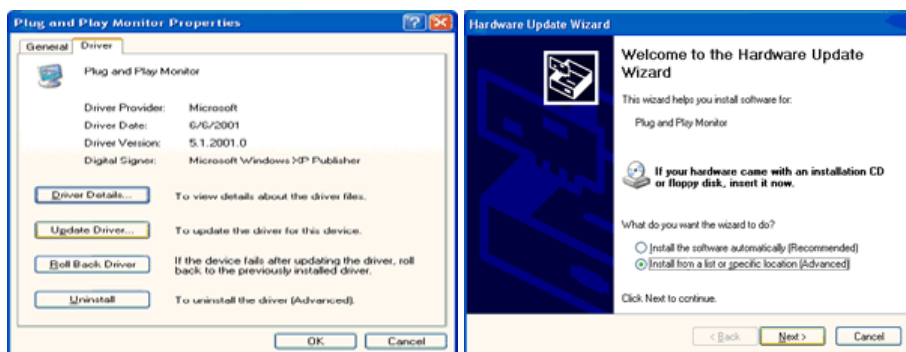 Plug and Play Monitor Properties
General Driver
Plug and Play Monitor
Driver Provider: Microsoft
Driver Date: 6/6/2001
Driver Version: 5.1.2001.0
Digital Signer: Microsoft Windows XP Publisher
Driver Details... To view details about the driver files.
Update Driver... To update the driver for this device.
Roll Back Driver If the device fails after updating the driver, roll
back to the previously installed driver.
Uninstall To uninstall the driver (Advanced).
OK Cancel
Hardware Update Wizard
Welcome to the Hardware Update
Wizard
This wizard helps you install software for:
Plug and Play Monitor
If your hardware came with an installation CD
or floppy disk, insert it now.
What do you want the wizard to do?
Install the software automatically (Recommended)
Install from a list or specific location (Advanced)
Click Next to continue.
< Back Next > Cancel